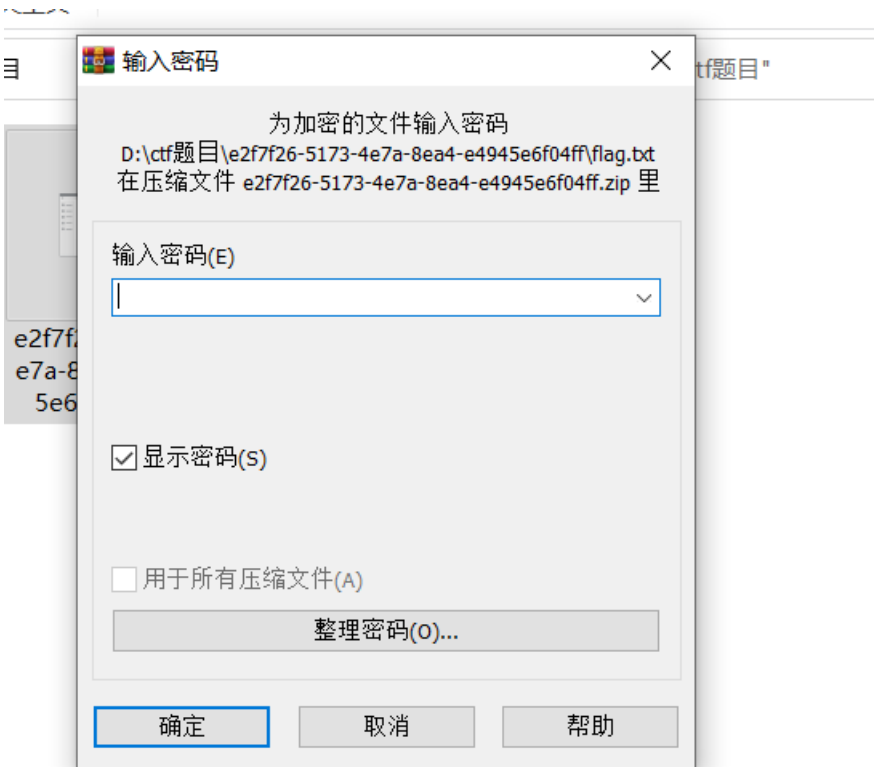 输入密码
目
tf题目"
为加密的文件输入密码
D:\ctf题目\e2f7f26-5173-4e7a-8ea4-e4945e6f04ff\flag.txt
在压缩文件 e2f7f26-5173-4e7a-8ea4-e4945e6f04ff.zip 里
输入密码(E)
e2f7f
e7a-8
5e6
显示密码(S)
用于所有压缩文件(A)
整理密码(O)...
确定
取消
帮助